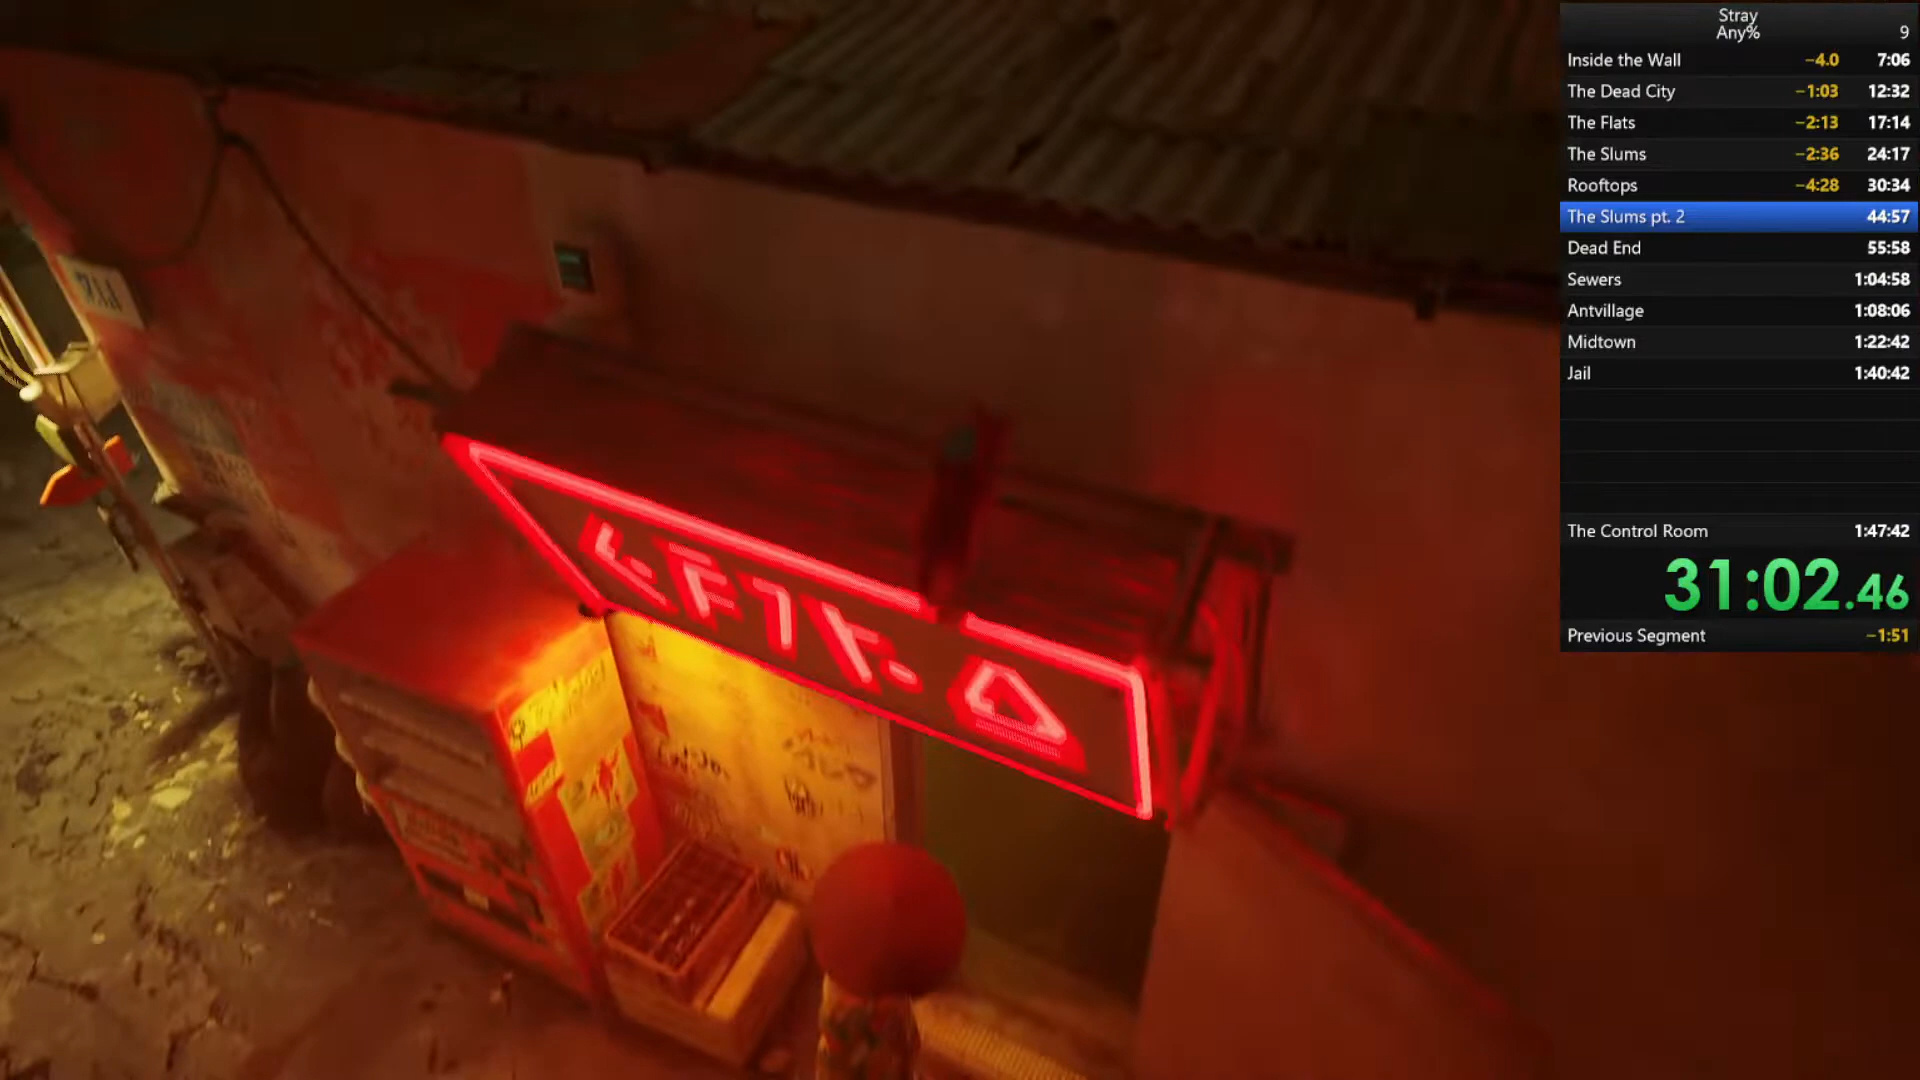 Stray
Any%
9
Inside the Wall −4.0 7:06
The Dead City −1:03 12:32
The Flats −2:13 17:14
The Slums −2:36 24:17
Rooftops −4:28 30:34
The Slums pt. 2 44:57
Dead End 55:58
Sewers 1:04:58
Antvillage 1:08:06
Midtown 1:22:42
Jail 1:40:42
The Control Room 1:47:42
31:02.46
Previous Segment −1:51